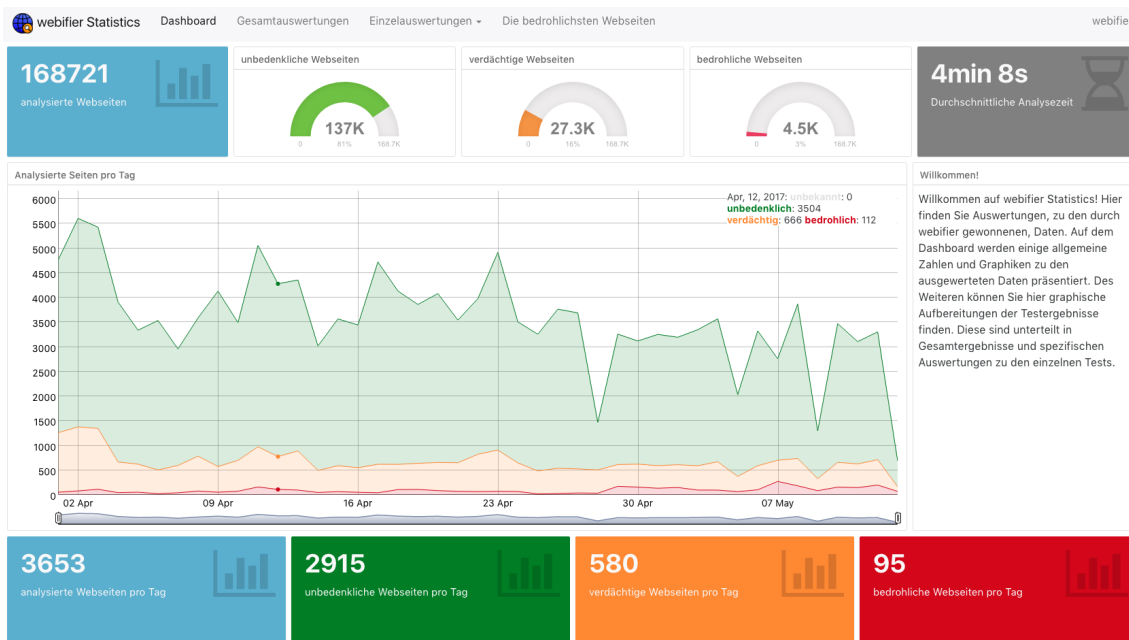 webifier Statistics Dashboard Gesamtauswertungen Einzelauswertungen Die bedrohlichsten Webseiten webifie
168721
analysierte Webseiten
unbedenkliche Webseiten
137K
0 81% 168.7K
verdächtige Webseiten
27.3K
0 16% 168.7K
bedrohliche Webseiten
4.5K
0 3% 168.7K
4min 8s
Durchschnittliche Analysezeit
Analysierte Seiten pro Tag
Apr, 12, 2017: unbekannt: 0
unbedenklich: 3504
verdächtig: 666 bedrohlich: 112
6000
5500
5000
4500
4000
3500
3000
2500
2000
1500
1000
500
0
02 Apr 09 Apr 16 Apr 23 Apr 30 Apr 07 May
Willkommen!
Willkommen auf webifier Statistics! Hier
finden Sie Auswertungen, zu den durch
webifier gewonnenen, Daten. Auf dem
Dashboard werden einige allgemeine
Zahlen und Graphiken zu den
ausgewerteten Daten präsentiert. Des
Weiteren können Sie hier graphische
Aufbereitungen der Testergebnisse
finden. Diese sind unterteilt in
Gesamtergebnisse und spezifischen
Auswertungen zu den einzelnen Tests.
3653
analysierte Webseiten pro Tag
2915
unbedenkliche Webseiten pro Tag
580
verdächtige Webseiten pro Tag
95
bedrohliche Webseiten pro Tag